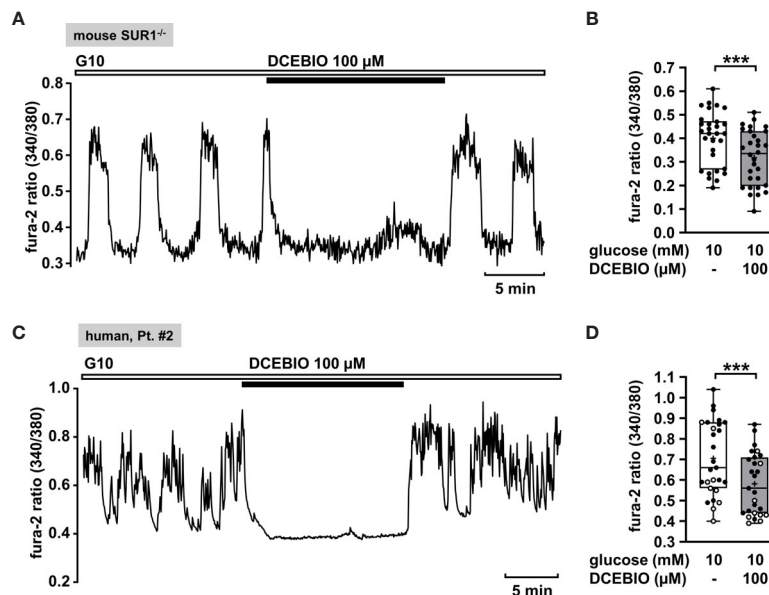 A
mouse SUR1-/-
G10
DCEBIO 100 µM
0.8
0.7
0.6
0.5
0.4
0.3
fura-2 ratio (340/380)
5 min
B
***
0.7
0.6
0.5
0.4
0.3
0.2
0.1
0.0
fura-2 ratio (340/380)
glucose (mM) 10 10
DCEBIO (µM) - 100
C
human, Pt. #2
G10
DCEBIO 100 µM
1.0
0.8
0.6
0.4
0.2
fura-2 ratio (340/380)
5 min
D
***
1.1
1.0
0.9
0.8
0.7
0.6
0.5
0.4
0.3
fura-2 ratio (340/380)
glucose (mM) 10 10
DCEBIO (µM) - 100